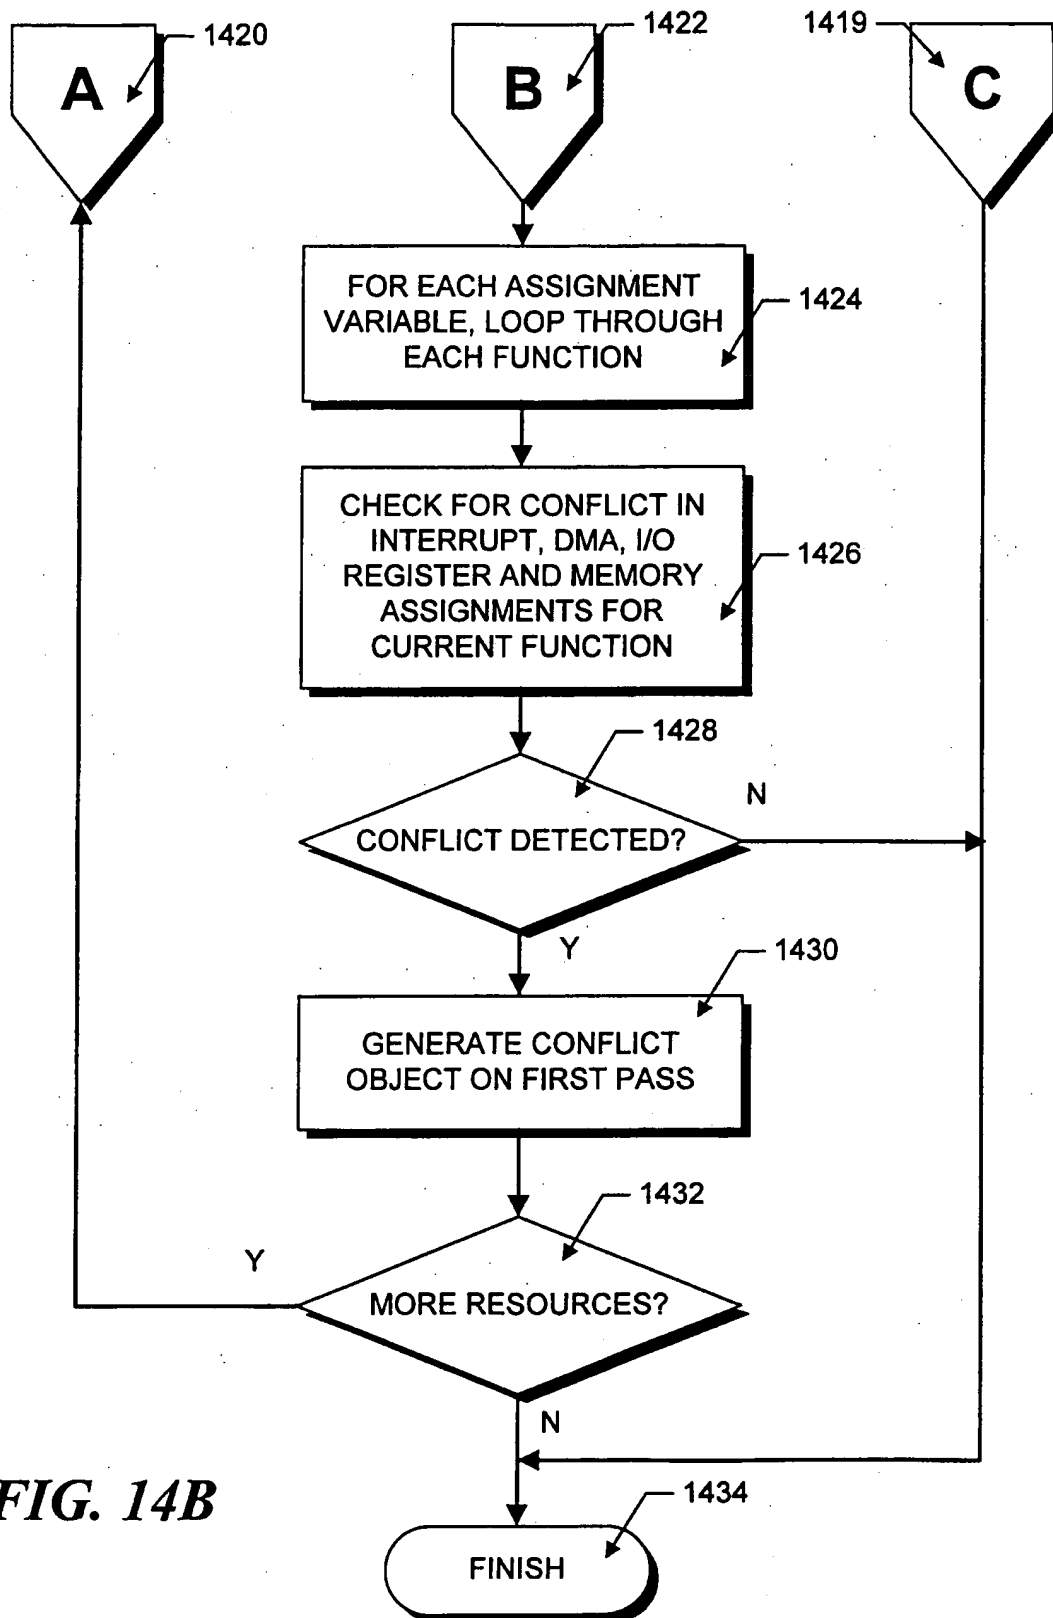 A
1420
B
1422
1419
C
FOR EACH ASSIGNMENT
VARIABLE, LOOP THROUGH
EACH FUNCTION
1424
CHECK FOR CONFLICT IN
INTERRUPT, DMA, I/O
REGISTER AND MEMORY
ASSIGNMENTS FOR
CURRENT FUNCTION
1426
1428
CONFLICT DETECTED?
N
Y
1430
GENERATE CONFLICT
OBJECT ON FIRST PASS
1432
Y
MORE RESOURCES?
N
FIG. 14B
1434
FINISH